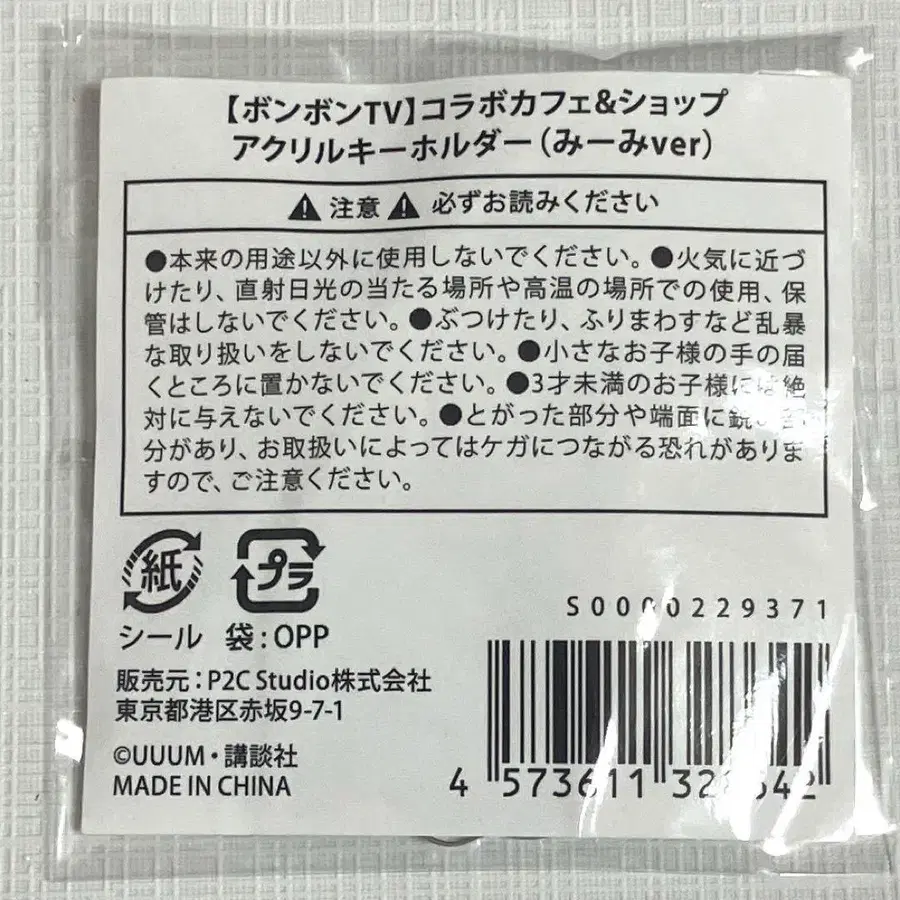 【ボンボンTV】コラボカフェ&ショップ
アクリルキーホルダー(みーみver)
注意 必ずお読みください
●本来の用途以外に使用しないでください。●火気に近づ
けたり、直射日光の当たる場所や高温の場所での使用、保
管はしないでください。●ぶつけたり、ふりまわすなど乱暴
な取り扱いをしないでください。●小さなお子様の手の届
くところに置かないでください。●3才未満のお子様には絶
対に与えないでください。●とがった部分や端面に鋭い部
分があり、お取扱いによってはケガにつながる恐れがありま
すので、ご注意ください。
紙 プラ
シール 袋:OPP
S0000229371
販売元:P2C Studio株式会社
東京都港区赤坂9-7-1
©UUUM・講談社
MADE IN CHINA
4 573611